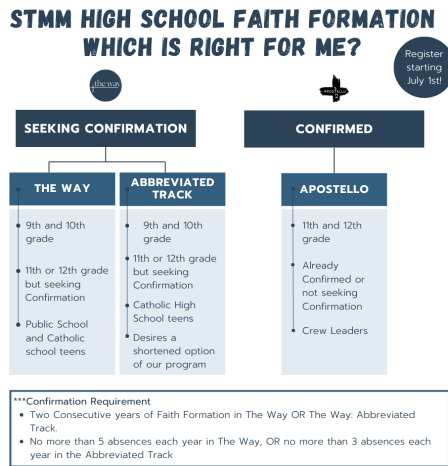 STMM HIGH SCHOOL FAITH FORMATION
WHICH IS RIGHT FOR ME?
Register
starting
July 1st!
the way
APOSTELLO
SEEKING CONFIRMATION
CONFIRMED
THE WAY
9th and 10th
grade
11th or 12th grade
but seeking
Confirmation
Public School
and Catholic
school teens
ABBREVIATED
TRACK
9th and 10th
grade
11th or 12th grade
but seeking
Confirmation
Catholic High
School teens
Desires a
shortened option
of our program
APOSTELLO
11th and 12th
grade
Already
Confirmed or
not seeking
Confirmation
Crew Leaders
***Confirmation Requirement
Two Consecutive years of Faith Formation in The Way OR The Way: Abbreviated
Track.
No more than 5 absences each year in The Way, OR no more than 3 absences each
year in the Abbreviated Track